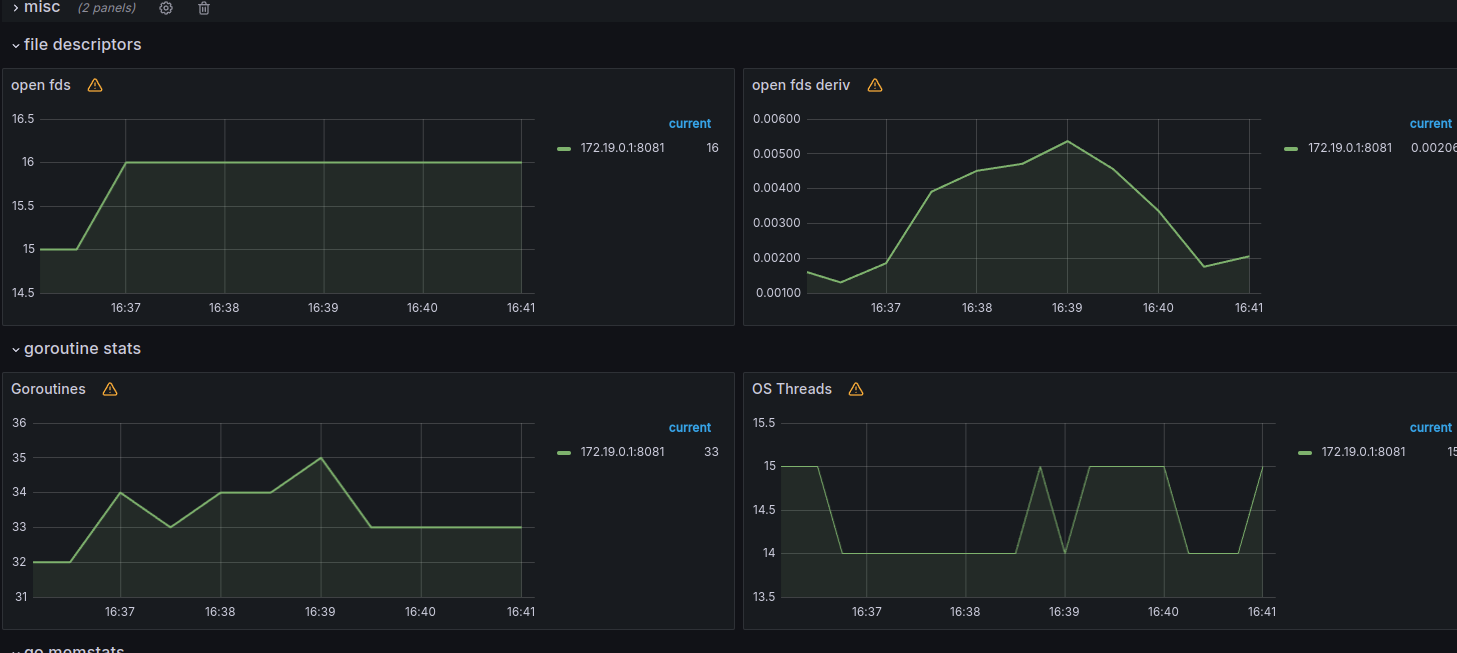 misc (2 panels)
file descriptors
open fds
current
16.5
16
15.5
15
14.5
172.19.0.1:8081 16
16:37 16:38 16:39 16:40 16:41
open fds deriv
current
0.00600
0.00500
0.00400
0.00300
0.00200
0.00100
172.19.0.1:8081 0.00206
16:37 16:38 16:39 16:40 16:41
goroutine stats
Goroutines
current
36
35
34
33
32
31
172.19.0.1:8081 33
16:37 16:38 16:39 16:40 16:41
OS Threads
current
15.5
15
14.5
14
13.5
172.19.0.1:8081 15
16:37 16:38 16:39 16:40 16:41
go memstats